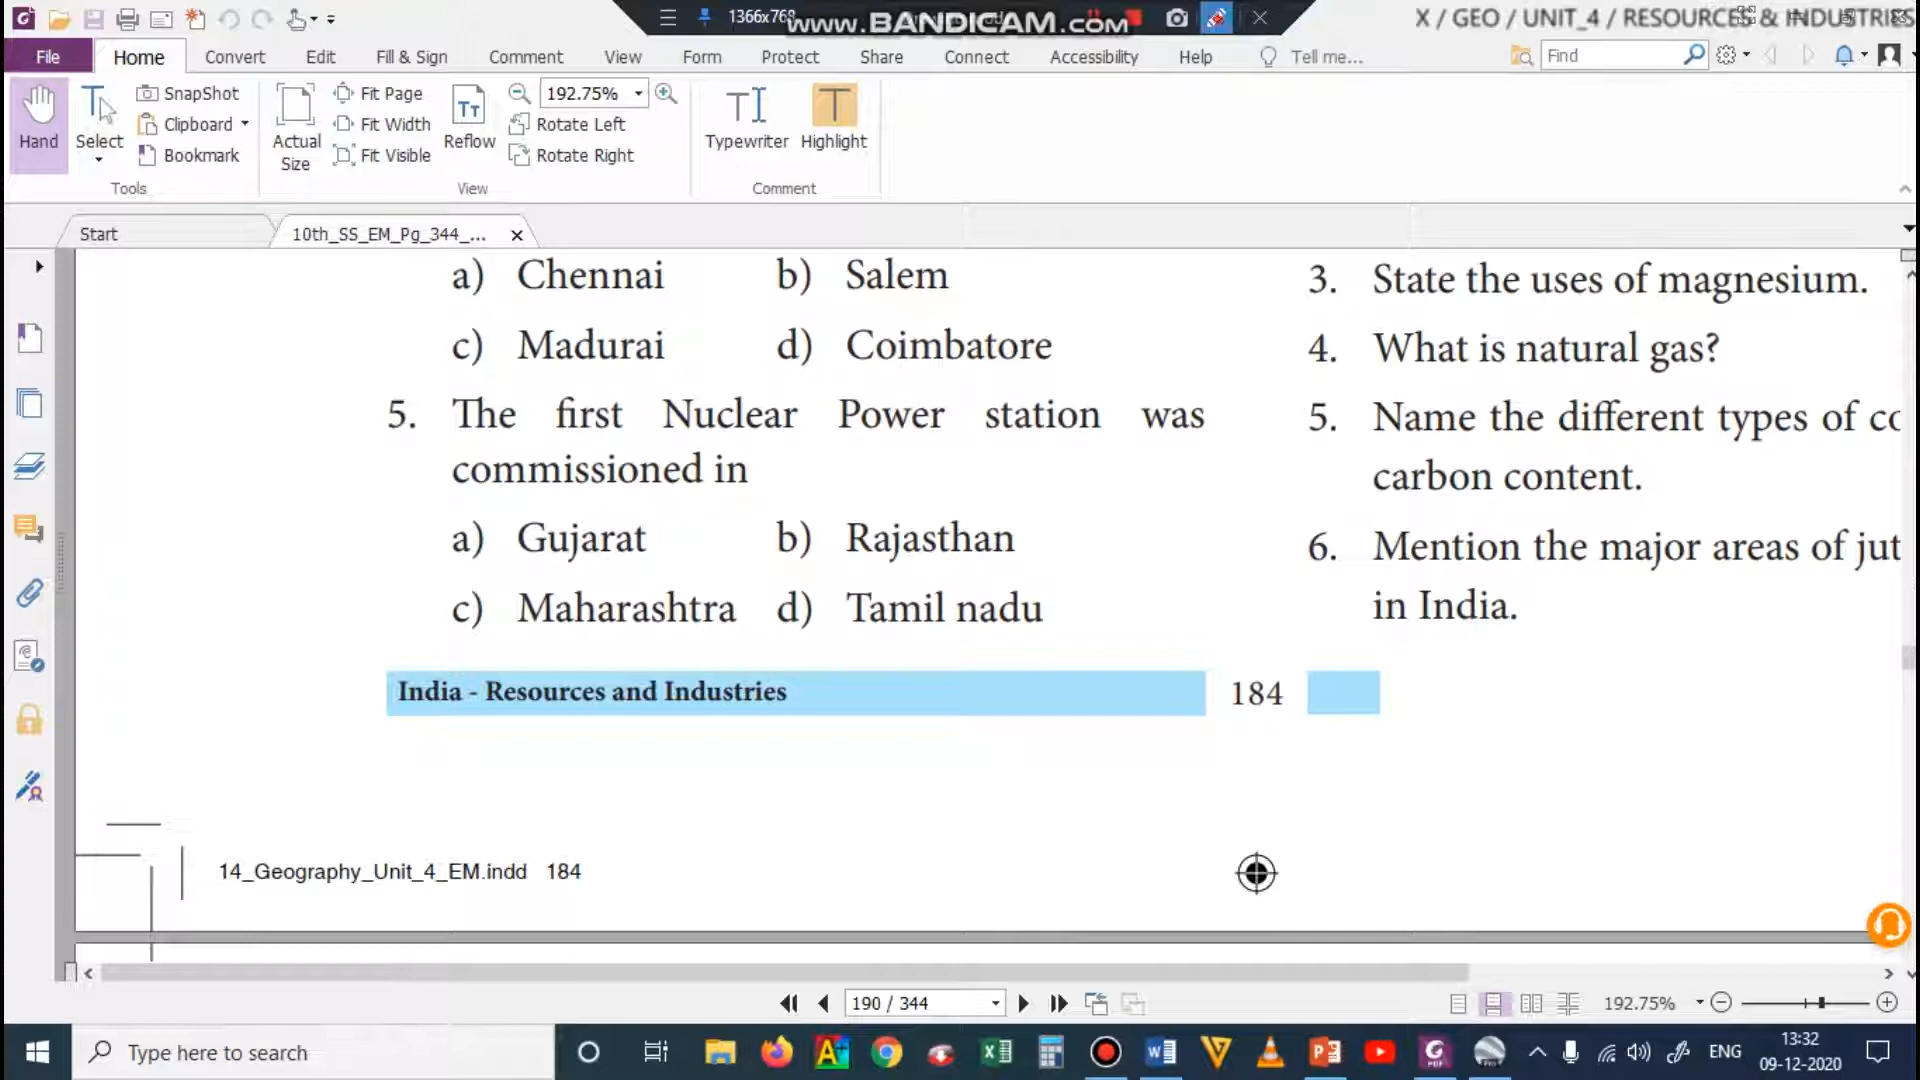 1366x768
www.BANDICAM.com
X / GEO / UNIT_4 / RESOURCES & INDUSTRIES
File Home Convert Edit Fill & Sign Comment View Form Protect Share Connect Accessibility Help Tell me... Find
Hand
Select
SnapShot
Clipboard
Bookmark
Tools
Actual
Size
Fit Page
Fit Width
Fit Visible
Reflow
192.75%
Rotate Left
Rotate Right
View
Typewriter
Highlight
Comment
Start 10th_SS_EM_Pg_344_...
a) Chennai b) Salem
c) Madurai d) Coimbatore
5. The first Nuclear Power station was
commissioned in
a) Gujarat b) Rajasthan
c) Maharashtra d) Tamil nadu
3. State the uses of magnesium.
4. What is natural gas?
5. Name the different types of co
carbon content.
6. Mention the major areas of jut
in India.
India - Resources and Industries 184
14_Geography_Unit_4_EM.indd 184
190 / 344
192.75%
Type here to search
ENG
13:32
09-12-2020